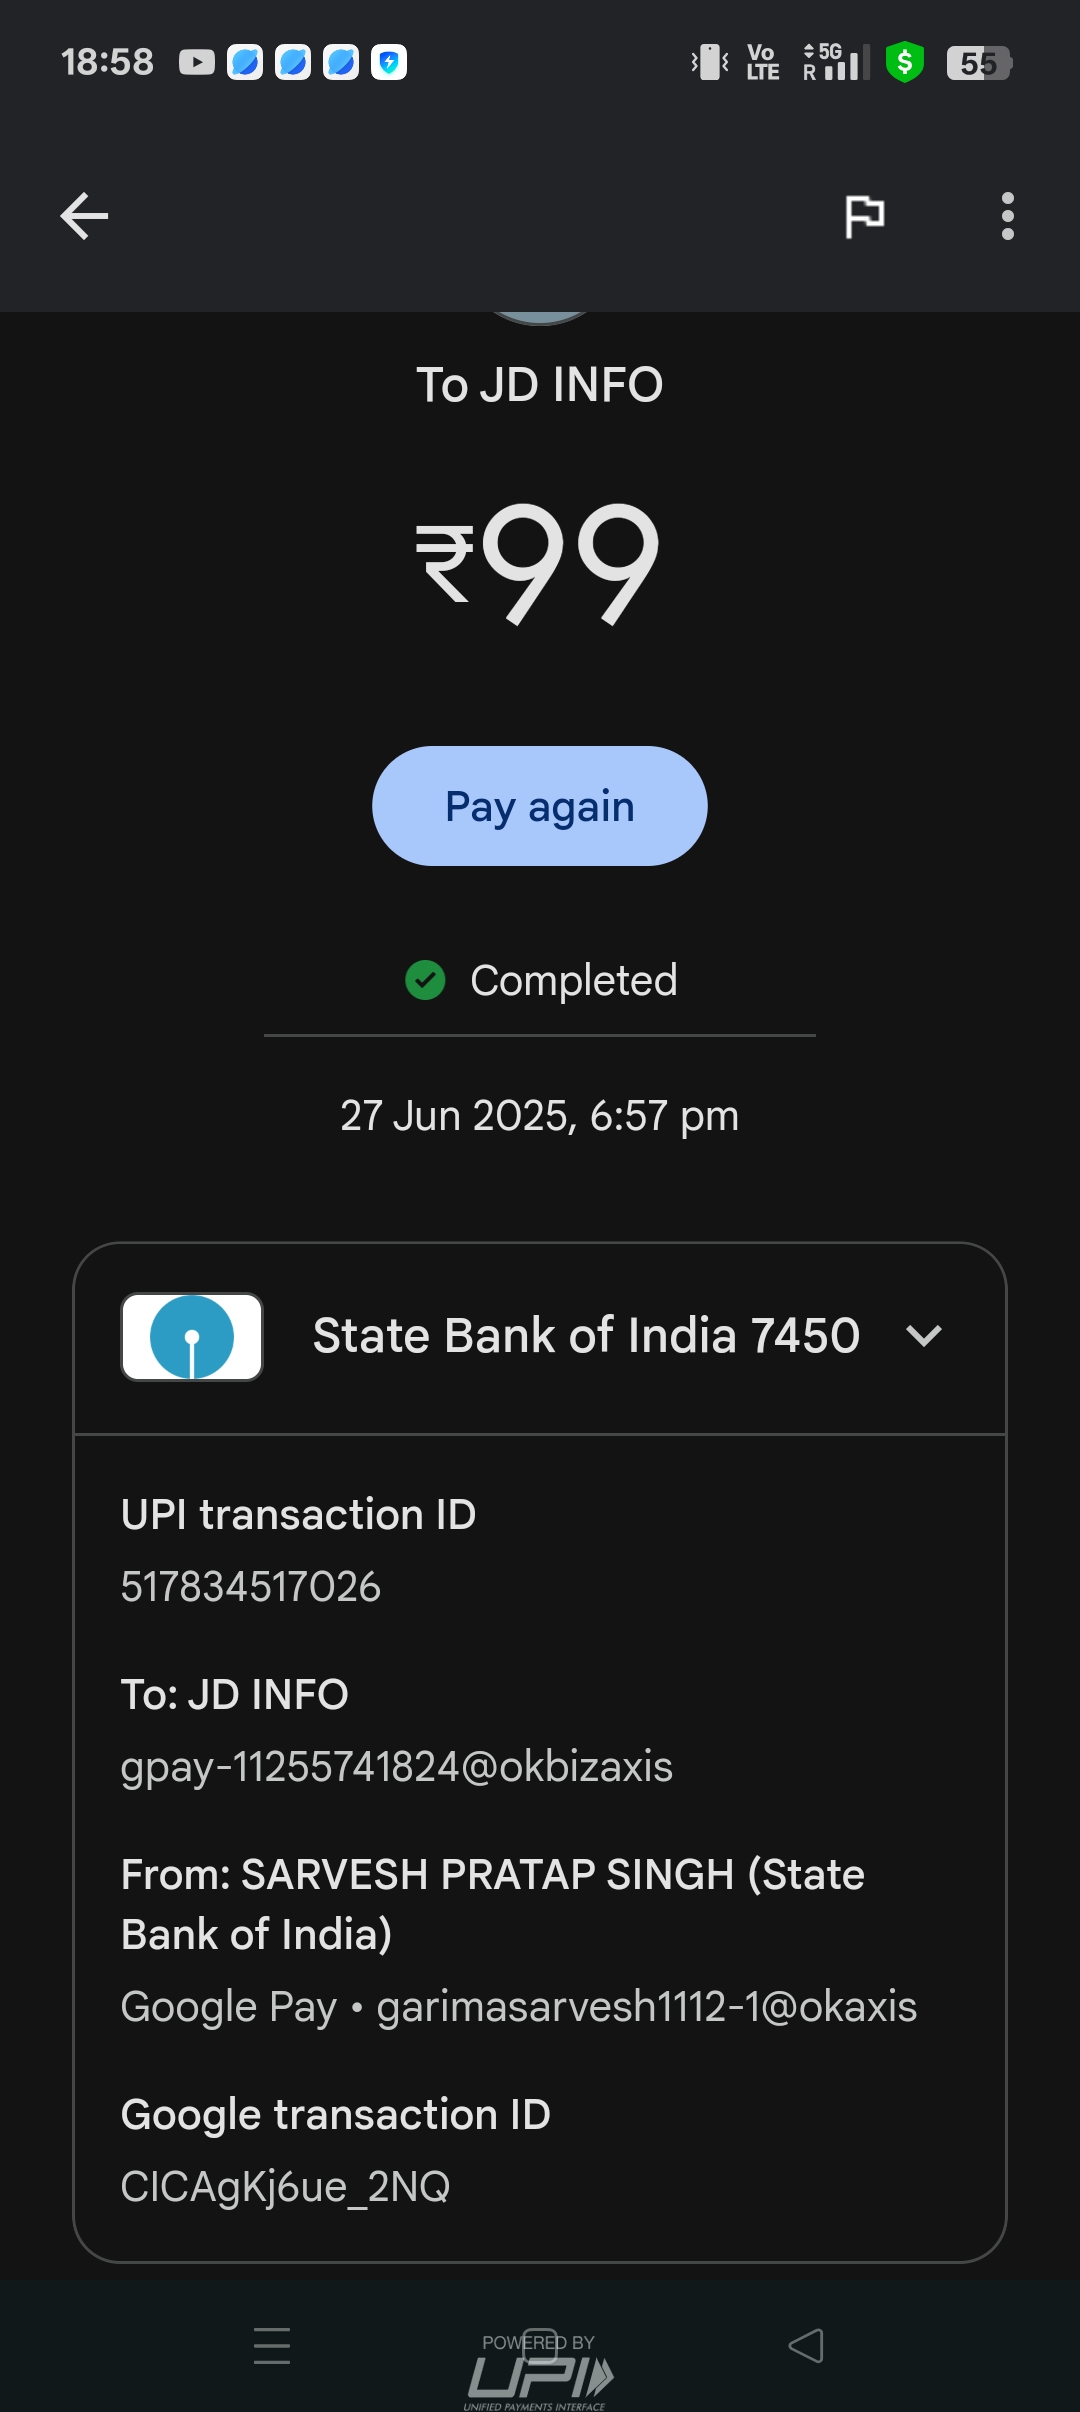 18:58
Vo
LTE
5G
R
55
To JD INFO
₹99
Pay again
Completed
27 Jun 2025, 6:57 pm
State Bank of India 7450
UPI transaction ID
517834517026
To: JD INFO
gpay-11255741824@okbizaxis
From: SARVESH PRATAP SINGH (State
Bank of India)
Google Pay • garimasarvesh1112-1@okaxis
Google transaction ID
CICAgKj6ue_2NQ
POWERED BY
UPI
UNIFIED PAYMENTS INTERFACE